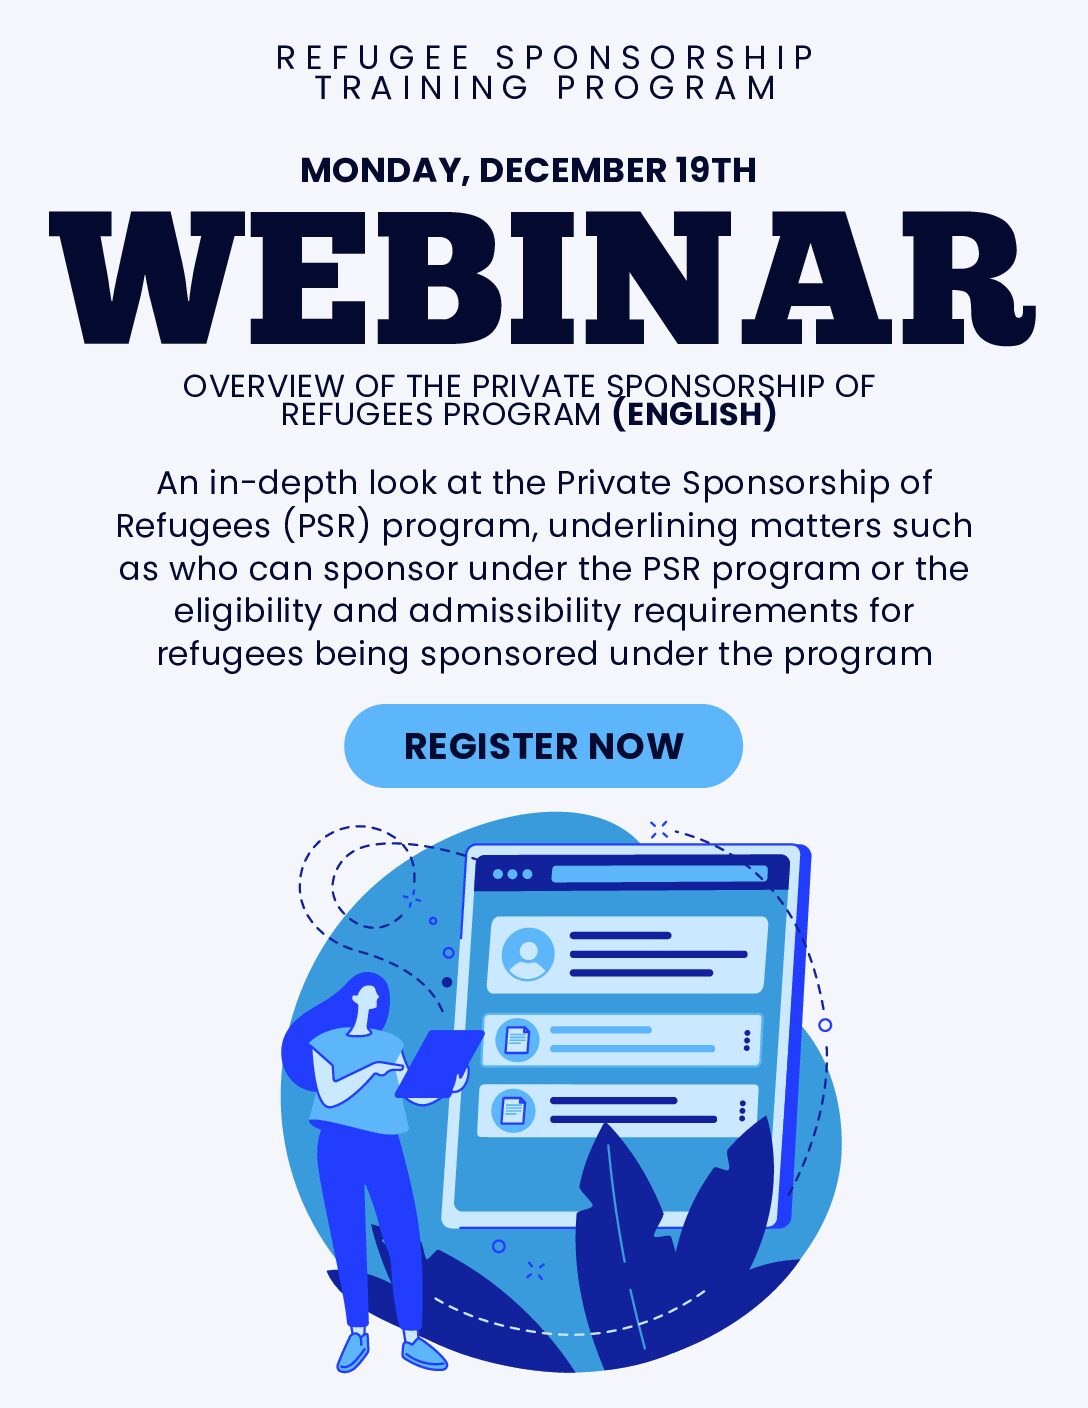 REFUGEE SPONSORSHIP
TRAINING PROGRAM
MONDAY, DECEMBER 19TH
WEBINAR
OVERVIEW OF THE PRIVATE SPONSORSHIP OF
REFUGEES PROGRAM (ENGLISH)
An in-depth look at the Private Sponsorship of
Refugees (PSR) program, underlining matters such
as who can sponsor under the PSR program or the
eligibility and admissibility requirements for
refugees being sponsored under the program
REGISTER NOW